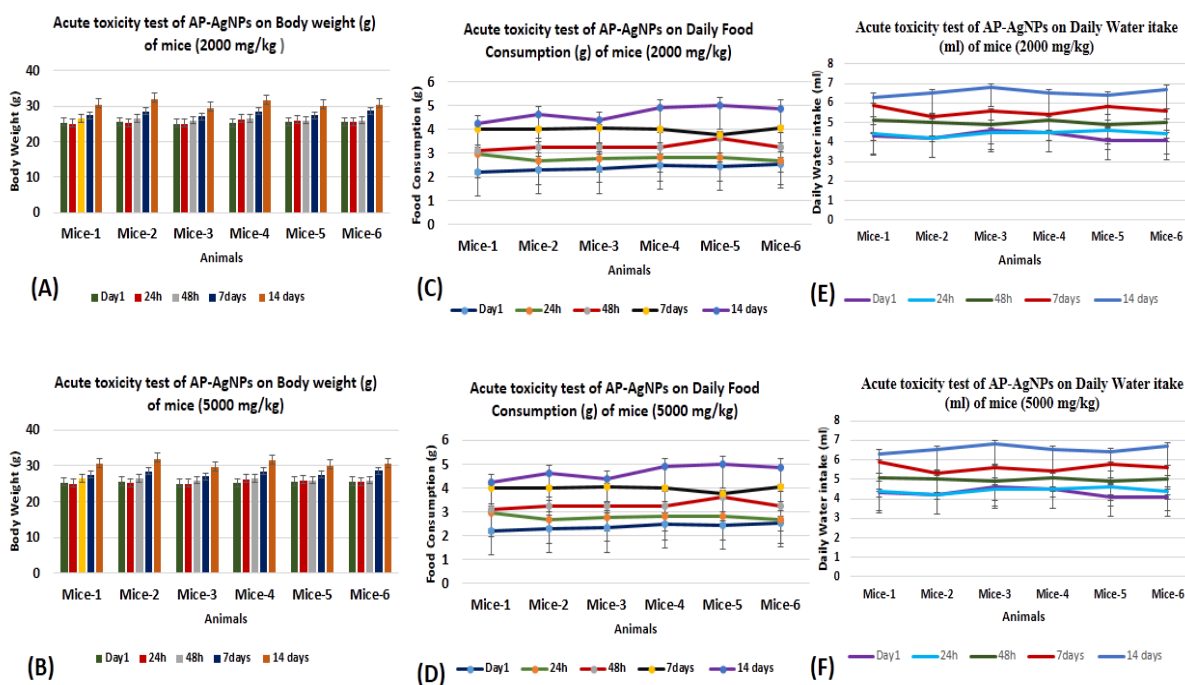 Acute toxicity test of AP-AgNPs on Body weight (g)
of mice (2000 mg/kg )
Body Weight (g)
40
30
20
10
0
Mice-1 Mice-2 Mice-3 Mice-4 Mice-5 Mice-6
Animals
(A)
Day1 24h 48h 7days 14 days
Acute toxicity test of AP-AgNPs on Daily Food
Consumption (g) of mice (2000 mg/kg)
Food Consumption (g)
6
5
4
3
2
1
0
Mice-1 Mice-2 Mice-3 Mice-4 Mice-5 Mice-6
Animals
(C)
Day1 24h 48h 7days 14 days
Acute toxicity test of AP-AgNPs on Daily Water itake
(ml) of mice (2000 mg/kg)
Daily Water intake (ml)
8
7
6
5
4
3
2
1
0
Mice-1 Mice-2 Mice-3 Mice-4 Mice-5 Mice-6
Animals
(E)
Day1 24h 48h 7days 14 days
Acute toxicity test of AP-AgNPs on Body weight (g)
of mice (5000 mg/kg)
Body Weight (g)
40
30
20
10
0
Mice-1 Mice-2 Mice-3 Mice-4 Mice-5 Mice-6
Animals
(B)
Day1 24h 48h 7days 14 days
Acute toxicity test of AP-AgNPs on Daily Food
Consumption (g) of mice (5000 mg/kg)
Food Consumption (g)
6
5
4
3
2
1
0
Mice-1 Mice-2 Mice-3 Mice-4 Mice-5 Mice-6
Animals
(D)
Day1 24h 48h 7days 14 days
Acute toxicity test of AP-AgNPs on Daily Water itake
(ml) of mice (5000 mg/kg)
Daily Water intake (ml)
8
7
6
5
4
3
2
1
0
Mice-1 Mice-2 Mice-3 Mice-4 Mice-5 Mice-6
Animals
(F)
Day1 24h 48h 7days 14 days